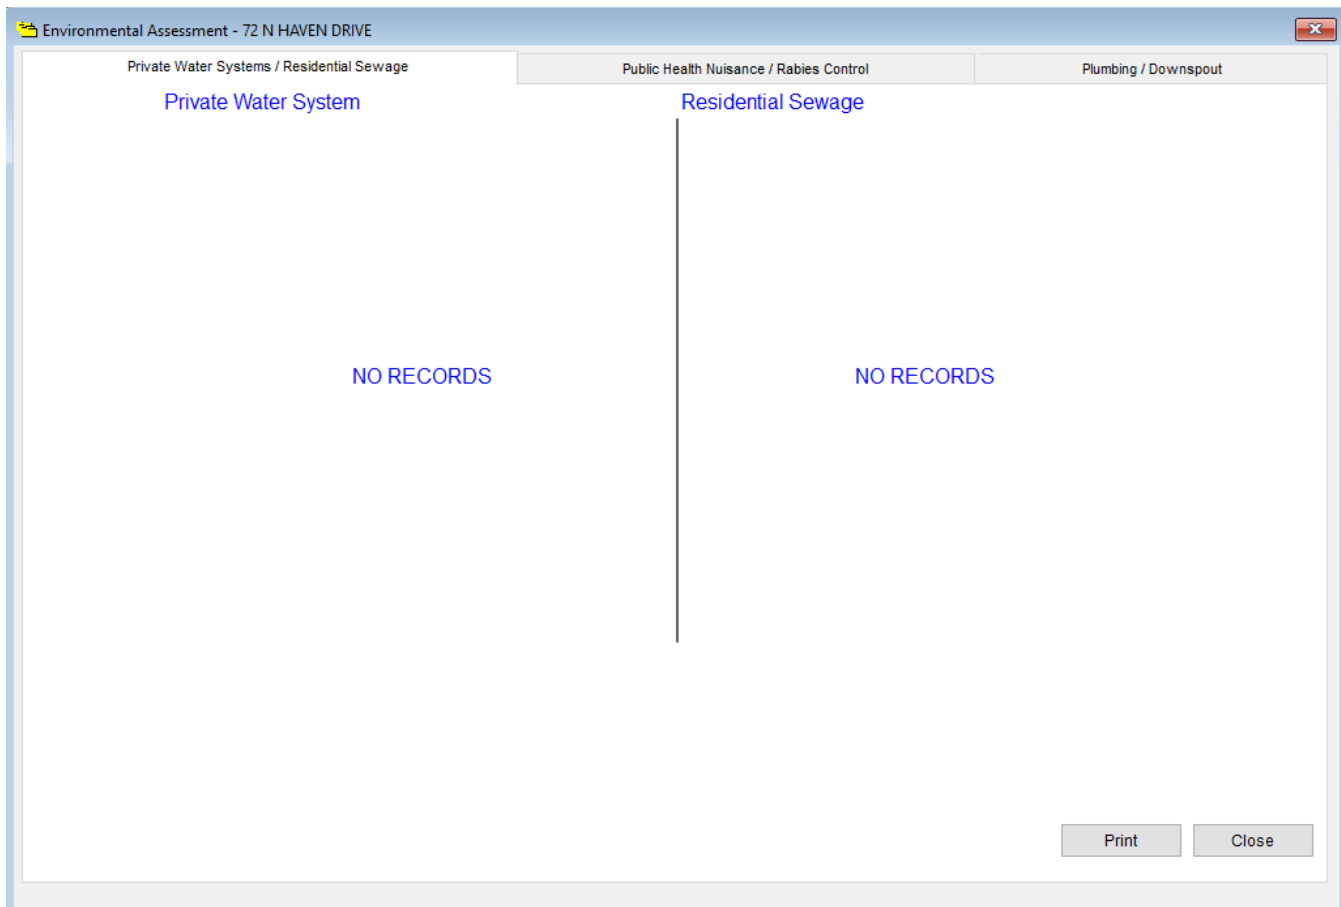 Environmental Assessment - 72 N HAVEN DRIVE
Private Water Systems / Residential Sewage
Public Health Nuisance / Rabies Control
Plumbing / Downspout
Private Water System
Residential Sewage
NO RECORDS
NO RECORDS
Print
Close